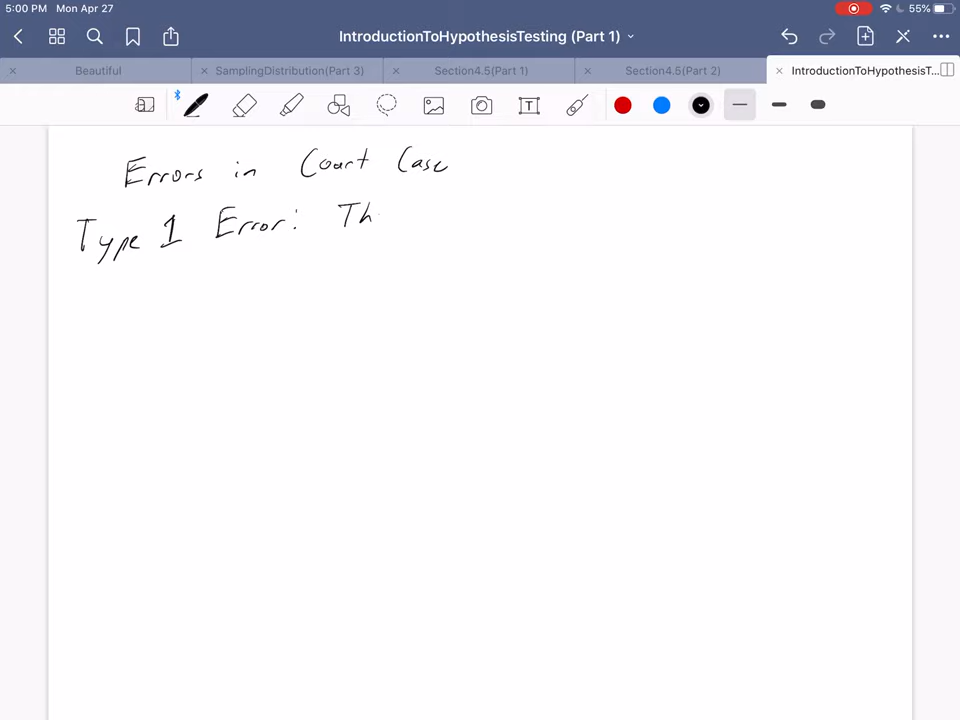 5:00 PM Mon Apr 27
55%
IntroductionToHypothesisTesting (Part 1)
Beautiful
SamplingDistribution(Part 3)
Section4.5(Part 1)
Section4.5(Part 2)
IntroductionToHypothesisT...
T
Errors in Court Case
Type 1 Error: Th